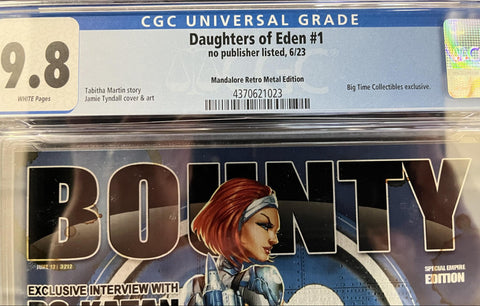 CGC UNIVERSAL GRADE
9.8
WHITE Pages
Daughters of Eden #1
no publisher listed, 6/23
Mandalore Retro Metal Edition
Tabitha Martin story
Jamie Tyndall cover & art
4370621023
Big Time Collectibles exclusive.
BOUNTY
SPECIAL EMPIRE
EDITION
EXCLUSIVE INTERVIEW WITH
BO-KATAN